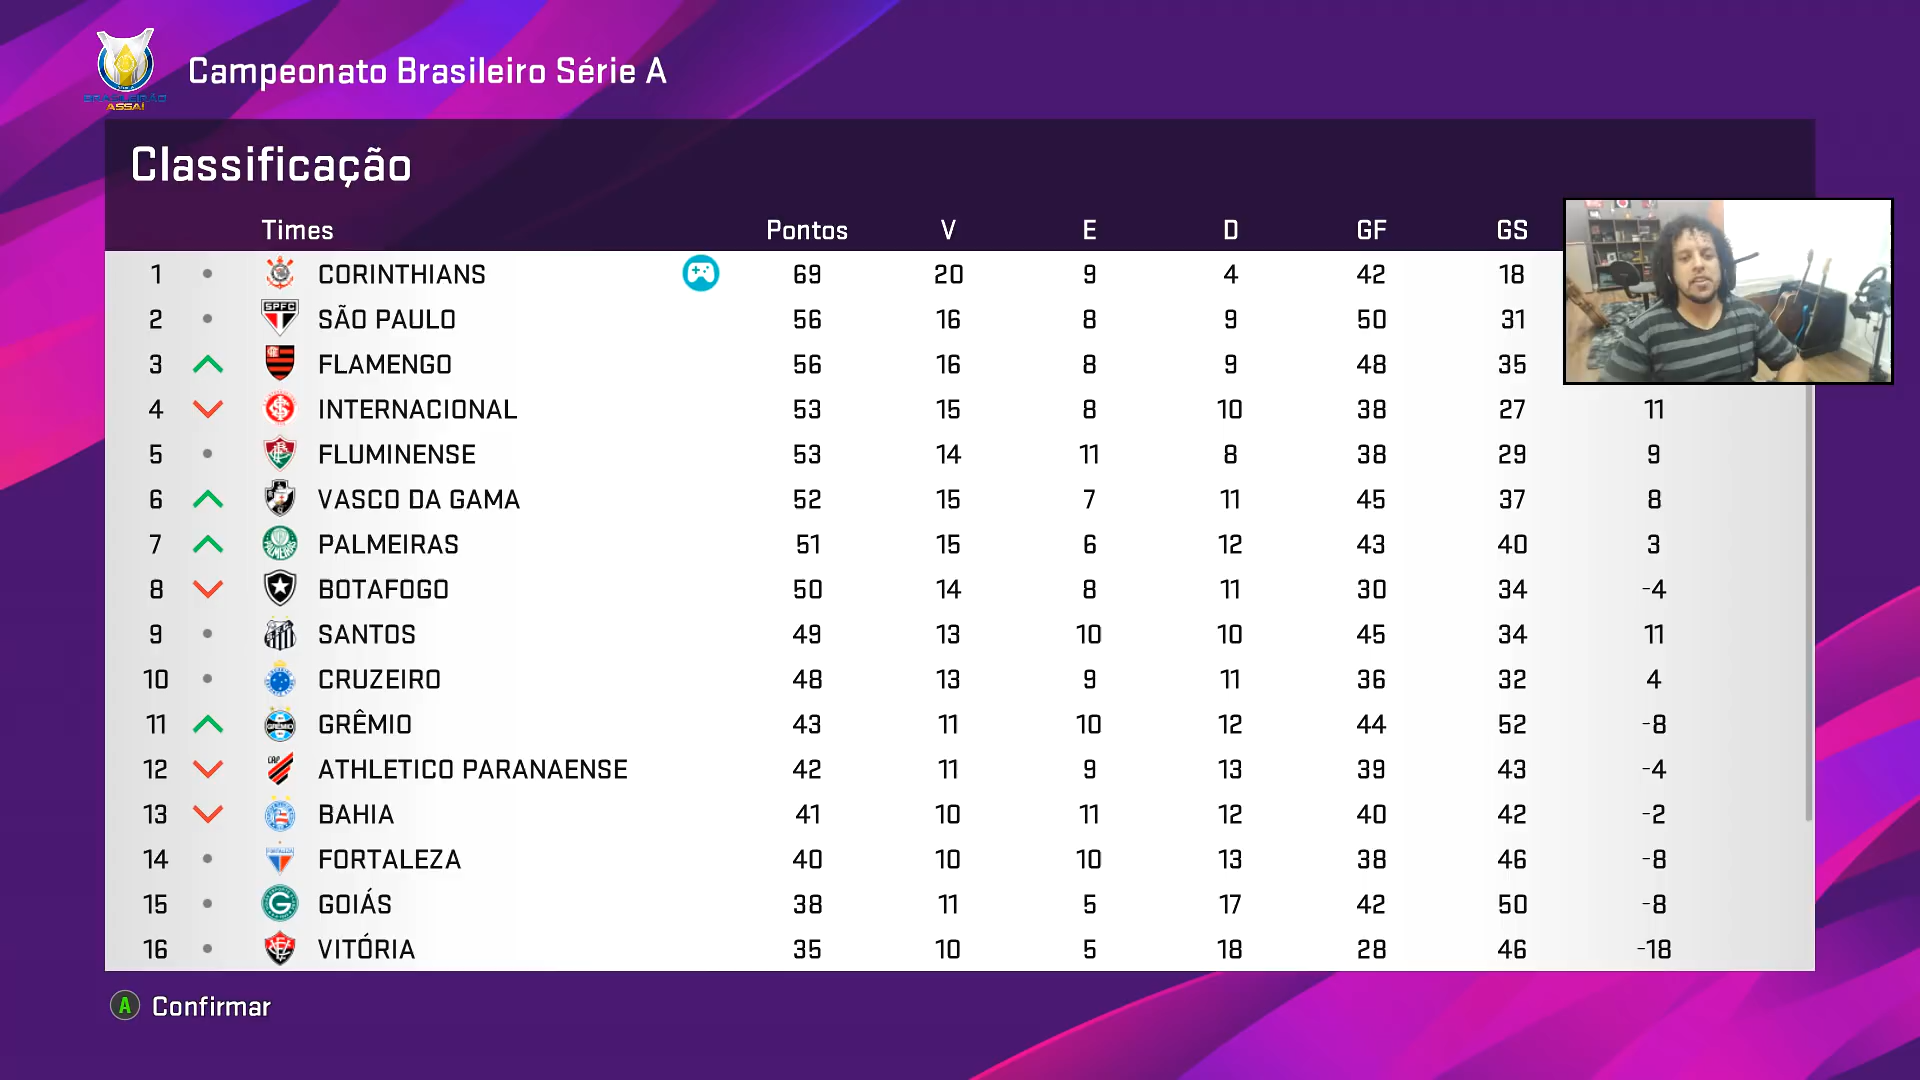 Campeonato Brasileiro Série A
BRASILEIRÃO
ASSAÍ
Classificação
Times Pontos V E D GF GS
1 CORINTHIANS 69 20 9 4 42 18
2 SPFC SÃO PAULO 56 16 8 9 50 31
3 FLAMENGO 56 16 8 9 48 35
4 INTERNACIONAL 53 15 8 10 38 27 11
5 FLUMINENSE 53 14 11 8 38 29 9
6 VASCO DA GAMA 52 15 7 11 45 37 8
7 PALMEIRAS 51 15 6 12 43 40 3
8 BOTAFOGO 50 14 8 11 30 34 -4
9 SANTOS 49 13 10 10 45 34 11
10 CRUZEIRO 48 13 9 11 36 32 4
11 GRÊMIO 43 11 10 12 44 52 -8
12 CAP ATHLETICO PARANAENSE 42 11 9 13 39 43 -4
13 BAHIA 41 10 11 12 40 42 -2
14 FORTALEZA 40 10 10 13 38 46 -8
15 GOIÁS 38 11 5 17 42 50 -8
16 VITÓRIA 35 10 5 18 28 46 -18
A Confirmar